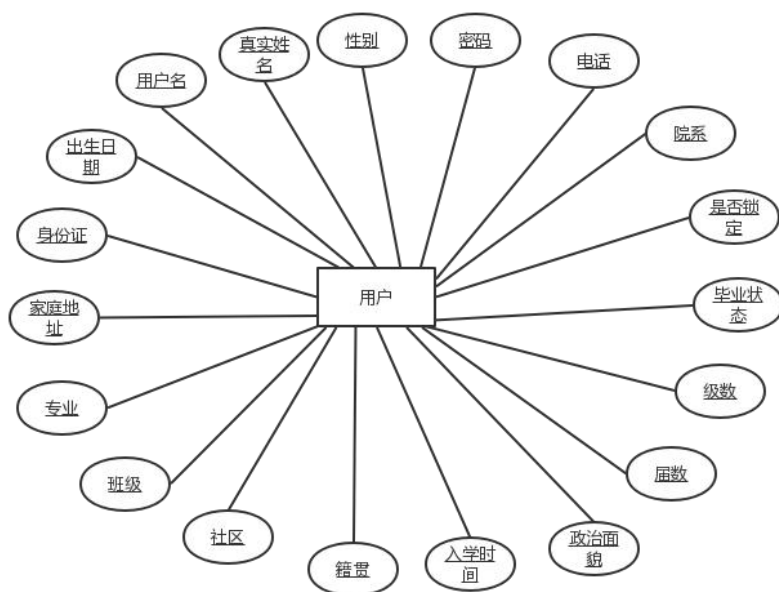 真实姓
名
性别
密码
电话
用户名
院系
出生日
期
是否锁
定
身份证
用户
毕业状
态
家庭地
址
级数
专业
届数
班级
社区
政治面
貌
籍贯
入学时
间